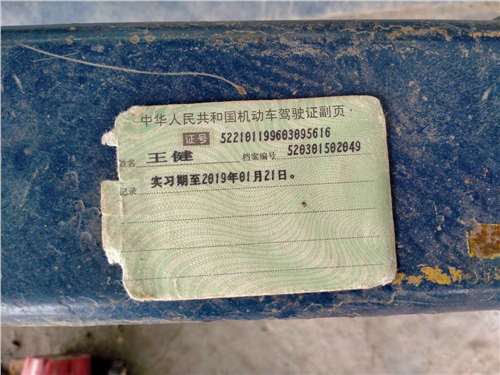 中华人民共和国机动车驾驶证副页
证号 522101199603095616
姓名 王健 档案编号 520301502049
记录 实习期至2019年01月21日。